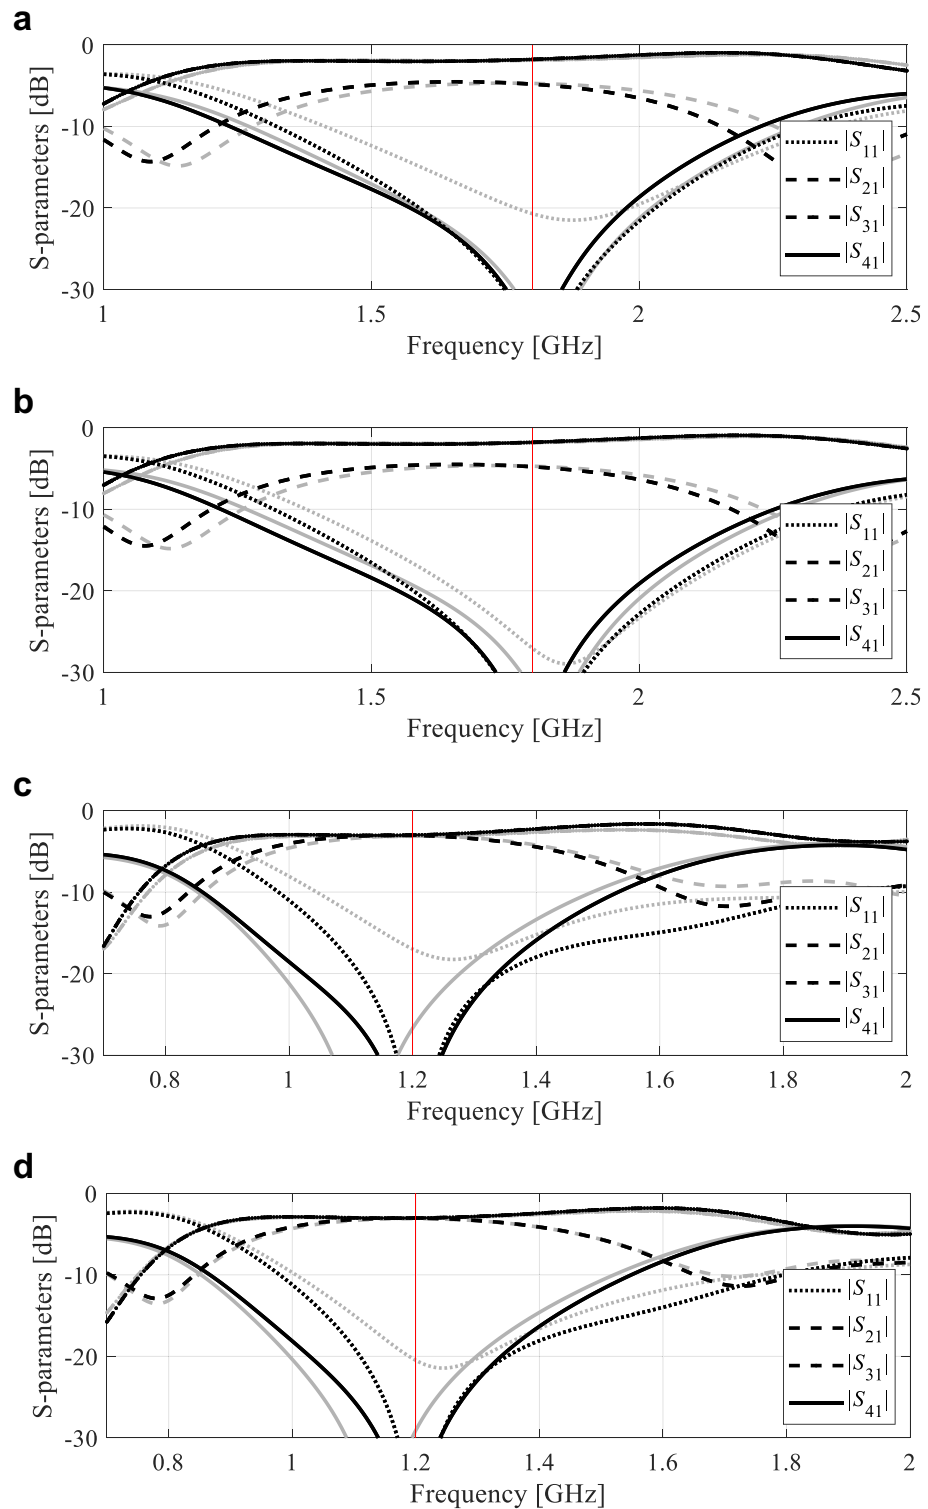 a
0
-10
-20
-30
S-parameters [dB]
|S11|
|S21|
|S31|
|S41|
1
1.5
2
2.5
Frequency [GHz]
b
0
-10
-20
-30
S-parameters [dB]
|S11|
|S21|
|S31|
|S41|
1
1.5
2
2.5
Frequency [GHz]
c
0
-10
-20
-30
S-parameters [dB]
|S11|
|S21|
|S31|
|S41|
0.8
1
1.2
1.4
1.6
1.8
2
Frequency [GHz]
d
0
-10
-20
-30
S-parameters [dB]
|S11|
|S21|
|S31|
|S41|
0.8
1
1.2
1.4
1.6
1.8
2
Frequency [GHz]